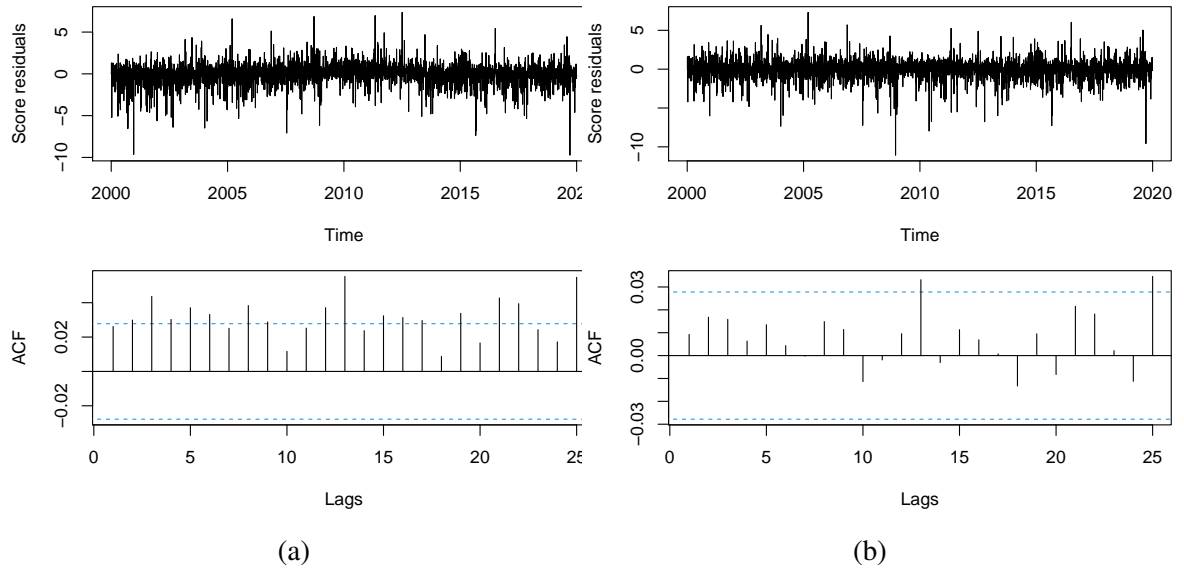 Score residuals
5
0
−5
−10
2000 2005 2010 2015 202
Time
Score residuals
5
0
−10
2000 2005 2010 2015 2020
Time
ACF
0.02
−0.02
0 5 10 15 20 25
Lags
(a)
ACF
0.03
0.00
−0.03
0 5 10 15 20 25
Lags
(b)